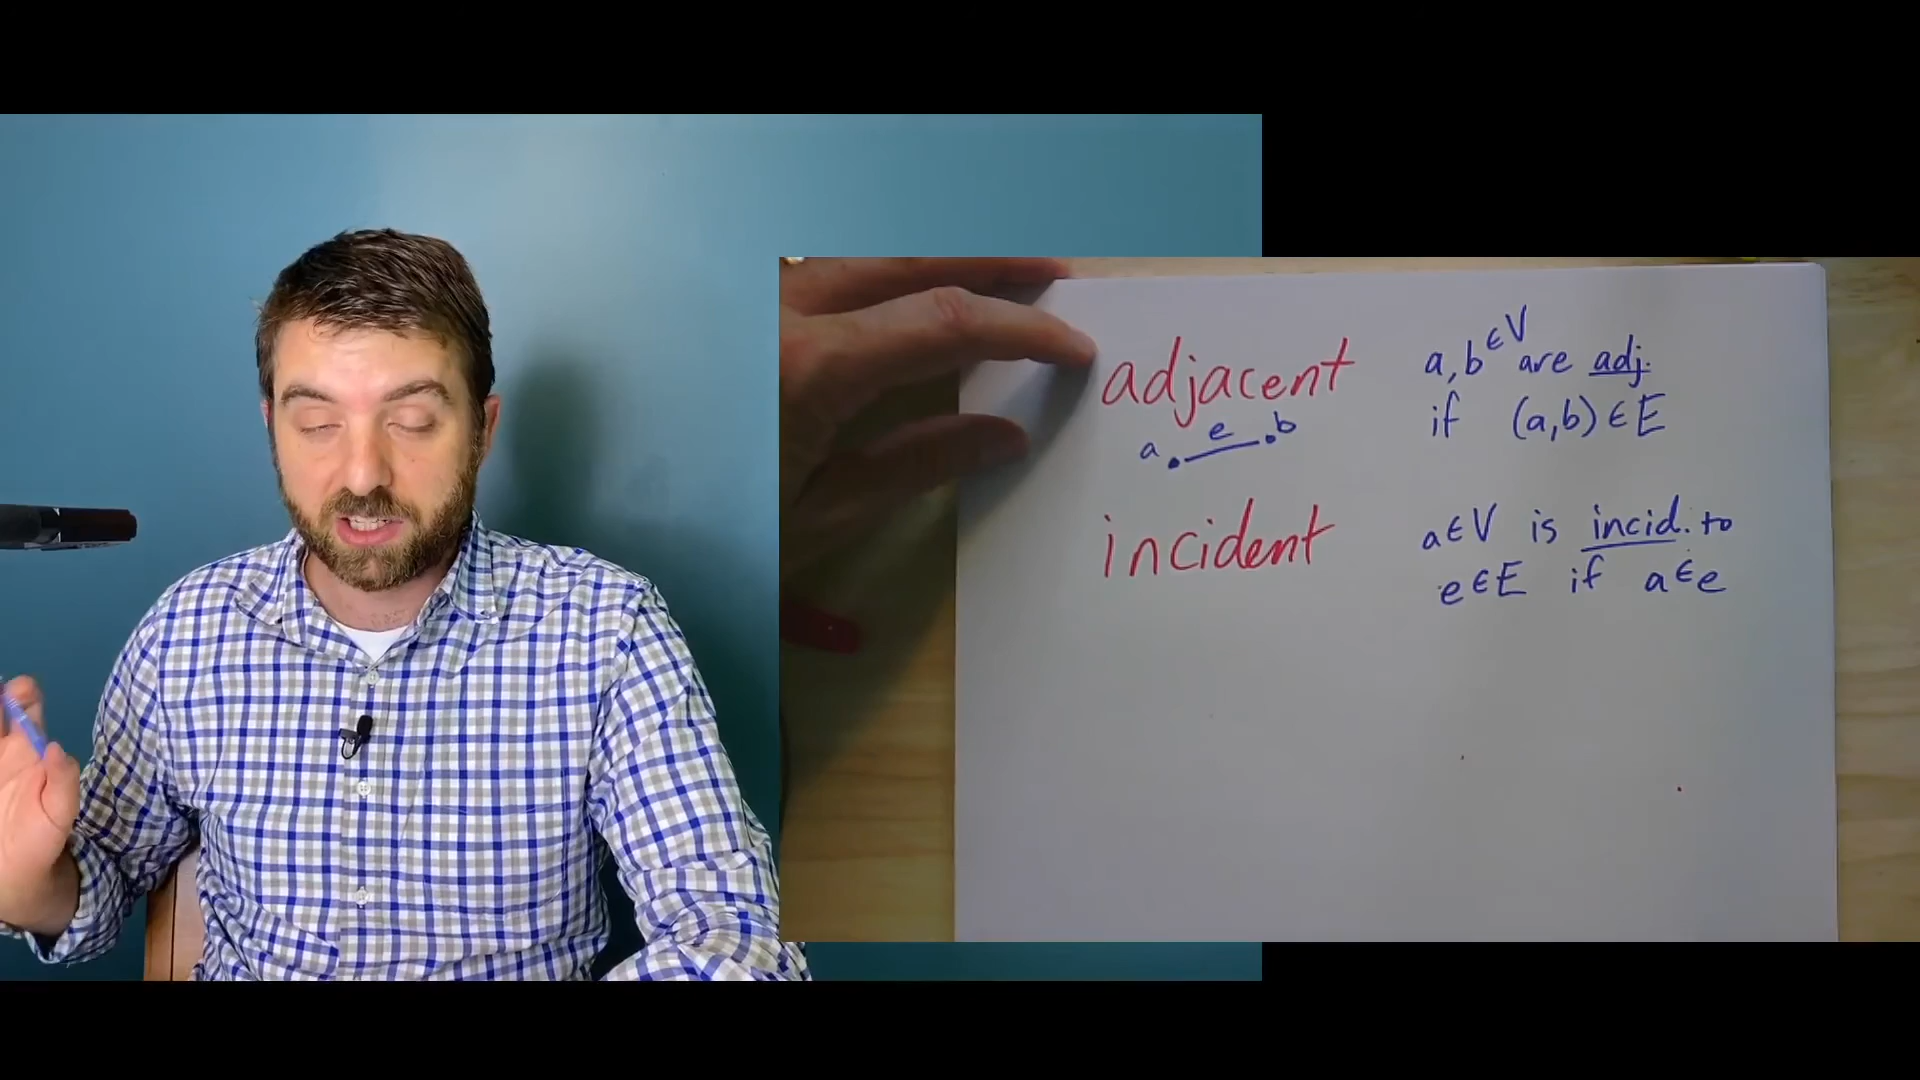 adjacent
a e b
a,b ∈ V are adj.
if (a,b) ∈ E
incident
a ∈ V is incid. to
e ∈ E if a ∈ e